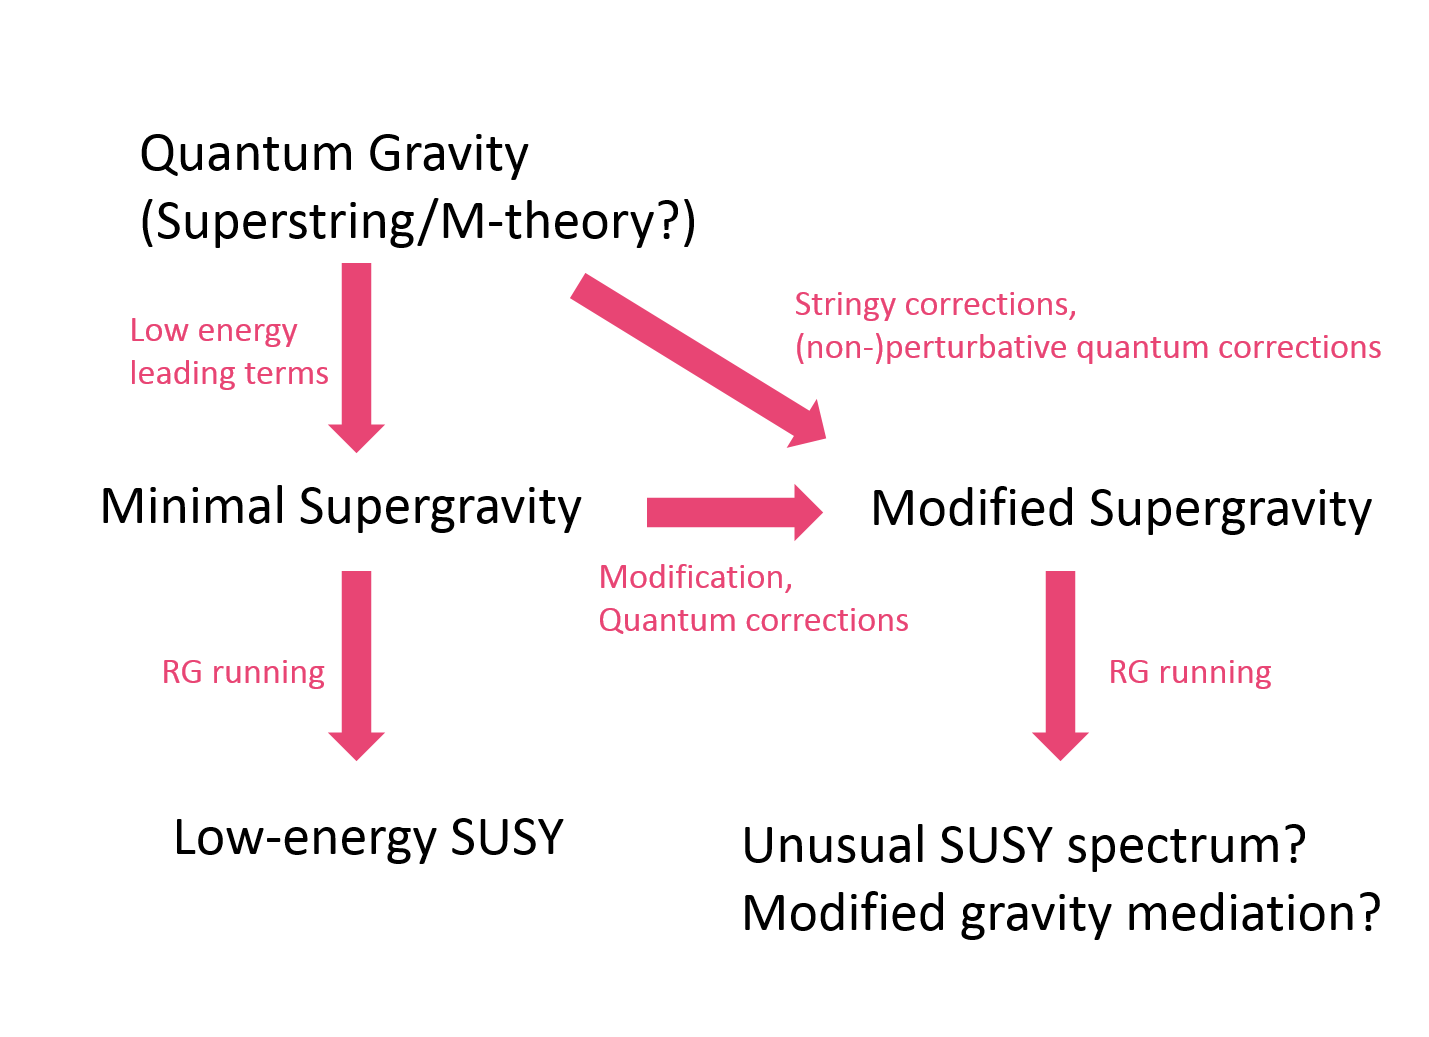 Quantum Gravity
(Superstring/M-theory?)
Low energy
leading terms
Stringy corrections,
(non-)perturbative quantum corrections
Minimal Supergravity
Modified Supergravity
Modification,
Quantum corrections
RG running
RG running
Low-energy SUSY
Unusual SUSY spectrum?
Modified gravity mediation?